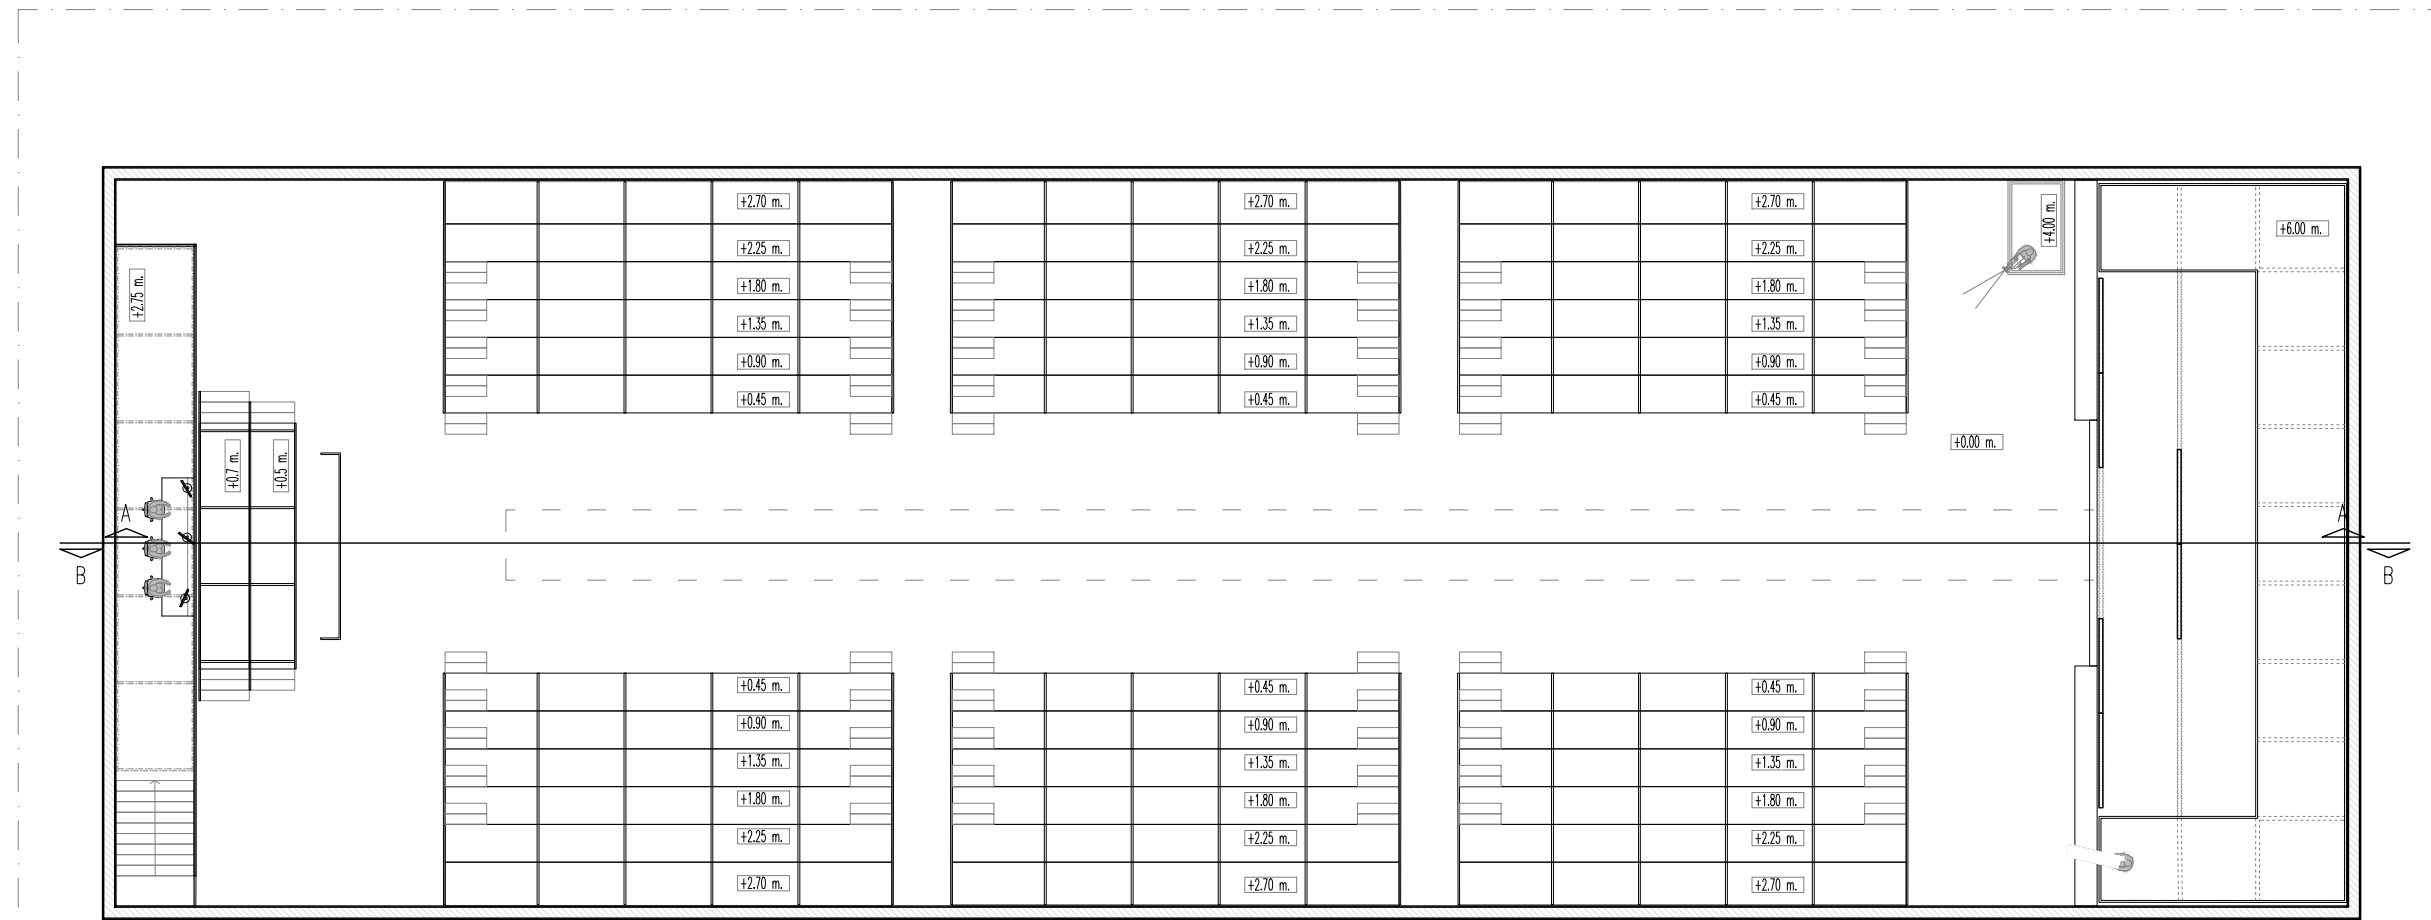 +2.70 m. +2.70 m. +2.70 m.
+4.00 m.
+6.00 m.
+2.25 m. +2.25 m. +2.25 m.
+2.75 m.
+1.80 m. +1.80 m. +1.80 m.
+1.35 m. +1.35 m. +1.35 m.
+0.90 m. +0.90 m. +0.90 m.
+0.45 m. +0.45 m. +0.45 m.
+0.00 m.
+0.7 m. +0.5 m.
A A
B B
+0.45 m. +0.45 m. +0.45 m.
+0.90 m. +0.90 m. +0.90 m.
+1.35 m. +1.35 m. +1.35 m.
+1.80 m. +1.80 m. +1.80 m.
+2.25 m. +2.25 m. +2.25 m.
+2.70 m. +2.70 m. +2.70 m.